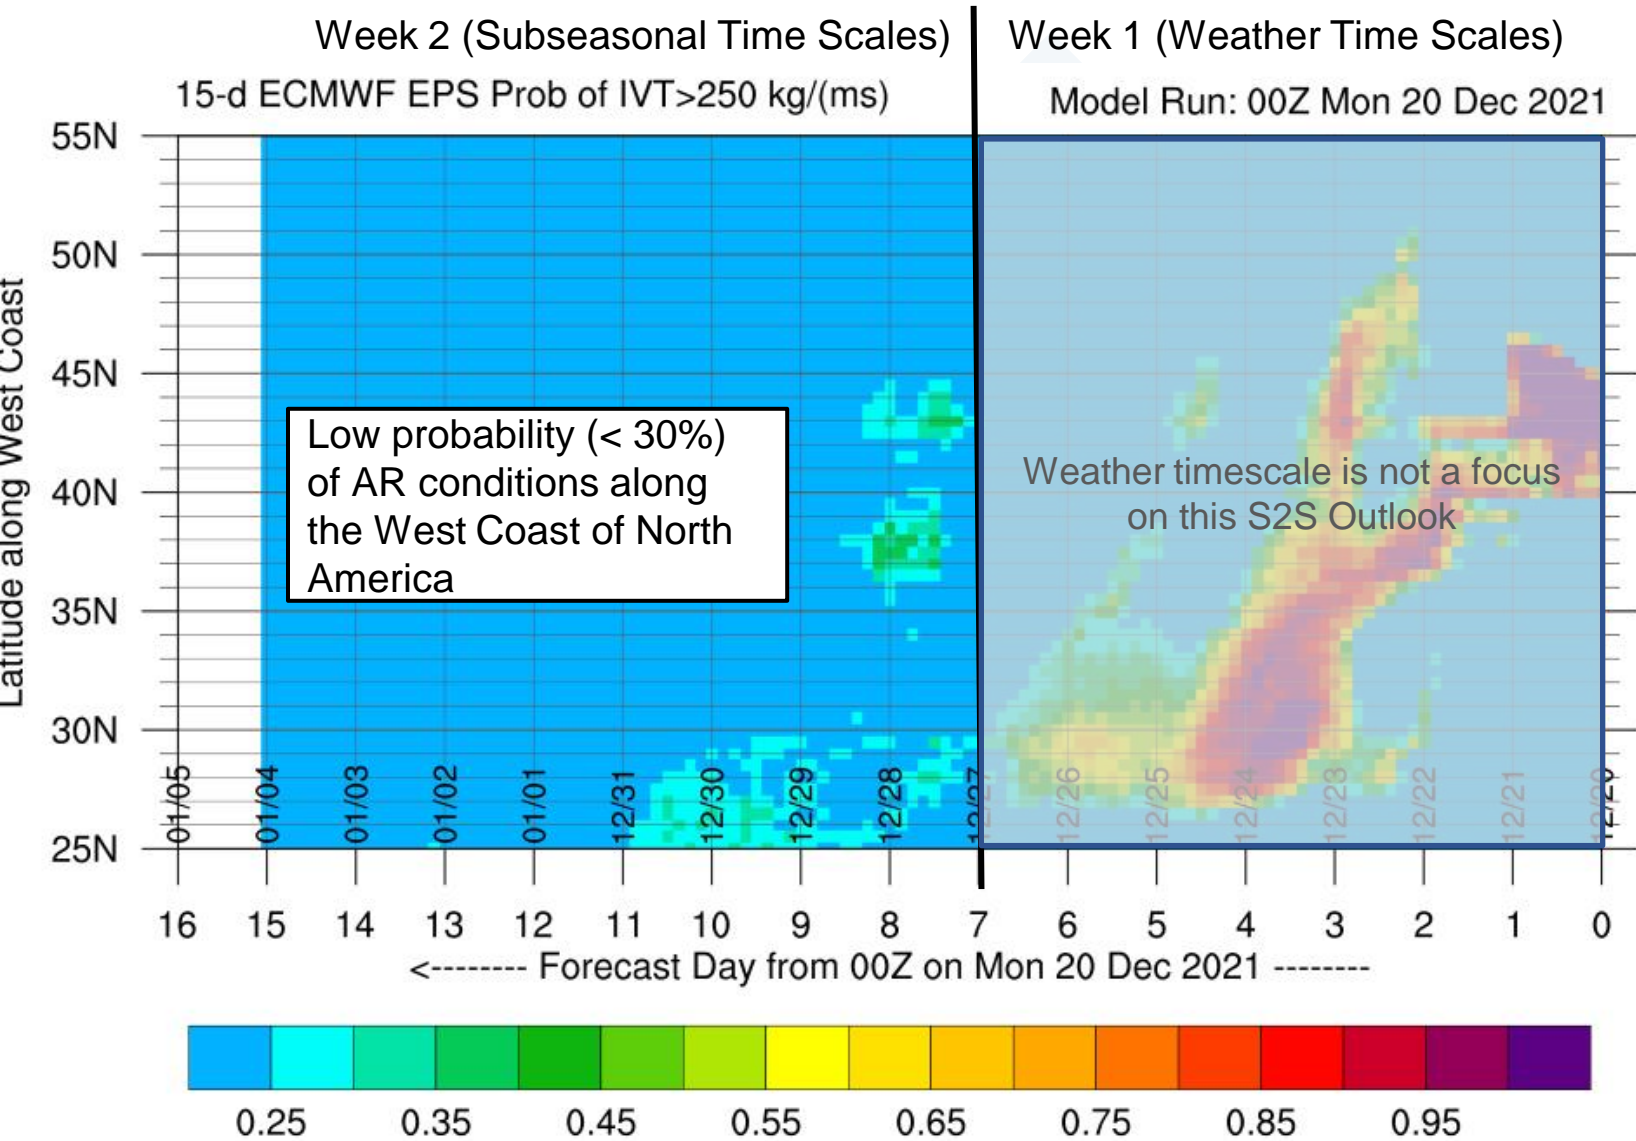 Week 2 (Subseasonal Time Scales)
Week 1 (Weather Time Scales)
15-d ECMWF EPS Prob of IVT>250 kg/(ms)
Model Run: 00Z Mon 20 Dec 2021
55N
50N
45N
40N
35N
30N
25N
Latitude along West Coast
Low probability (< 30%)
of AR conditions along
the West Coast of North
America
Weather timescale is not a focus
on this S2S Outlook
01/05
01/04
01/03
01/02
01/01
12/31
12/30
12/29
12/28
12/27
12/26
12/25
12/24
12/23
12/22
12/21
12/20
16 15 14 13 12 11 10 9 8 7 6 5 4 3 2 1 0
<-------- Forecast Day from 00Z on Mon 20 Dec 2021 --------
0.25 0.35 0.45 0.55 0.65 0.75 0.85 0.95